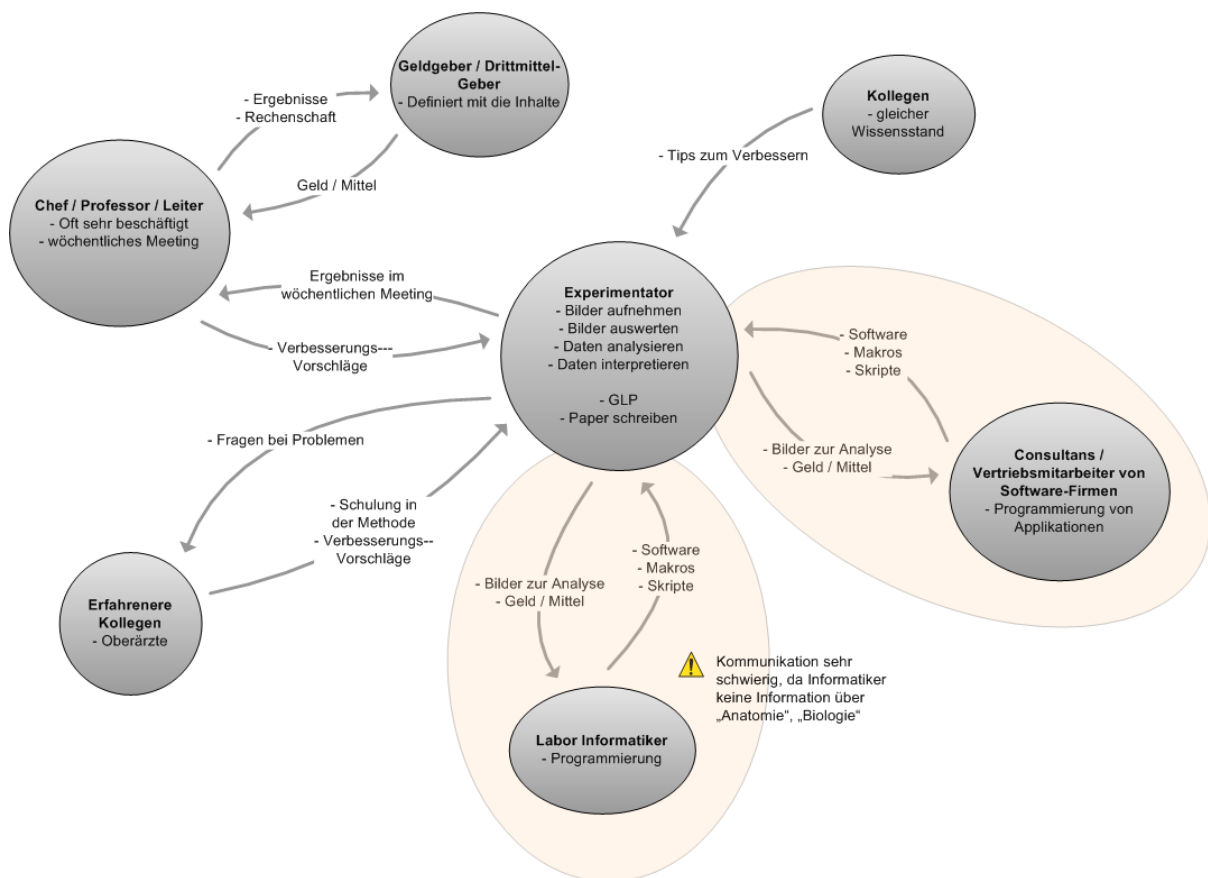 Geldgeber / Drittmittel-
Geber
- Definiert mit die Inhalte
- Ergebnisse
- Rechenschaft
Geld / Mittel
Kollegen
- gleicher
Wissensstand
- Tips zum Verbessern
Chef / Professor / Leiter
- Oft sehr beschäftigt
- wöchentliches Meeting
Ergebnisse im
wöchentlichen Meeting
- Verbesserungs---
Vorschläge
Experimentator
- Bilder aufnehmen
- Bilder auswerten
- Daten analysieren
- Daten interpretieren
- GLP
- Paper schreiben
- Software
- Makros
- Skripte
- Bilder zur Analyse
- Geld / Mittel
Consultans /
Vertriebsmitarbeiter von
Software-Firmen
- Programmierung von
Applikationen
- Fragen bei Problemen
- Schulung in
der Methode
- Verbesserungs--
Vorschläge
Erfahrenere
Kollegen
- Oberärzte
- Bilder zur Analyse
- Geld / Mittel
- Software
- Makros
- Skripte
Labor Informatiker
- Programmierung
Kommunikation sehr
schwierig, da Informatiker
keine Information über
„Anatomie“, „Biologie“